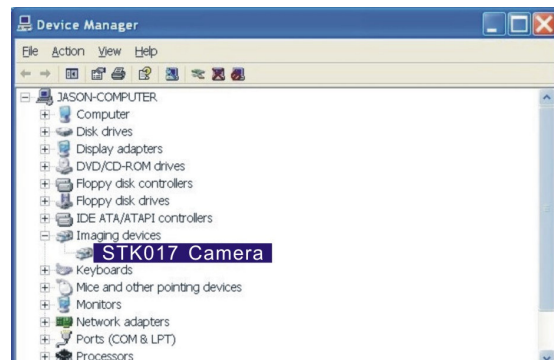 Device Manager
File Action View Help
JASON-COMPUTER
Computer
Disk drives
Display adapters
DVD/CD-ROM drives
Floppy disk controllers
Floppy disk drives
IDE ATA/ATAPI controllers
Imaging devices
STK017 Camera
Keyboards
Mice and other pointing devices
Monitors
Network adapters
Ports (COM & LPT)
Processors